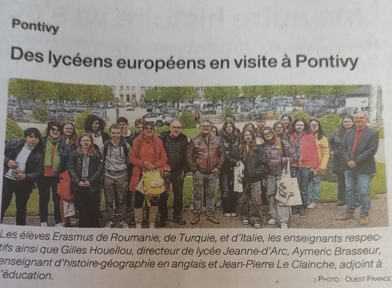 Pontivy
Des lycéens européens en visite à Pontivy
Les élèves Erasmus de Roumanie, de Turquie, et d'Italie, les enseignants respec-
tifs ainsi que Gilles Houellou, directeur de lycée Jeanne-d'Arc, Aymeric Brasseur,
enseignant d'histoire-géographie en anglais et Jean-Pierre Le Clainche, adjoint à
l'éducation.
| PHOTO : OUEST-FRANCE